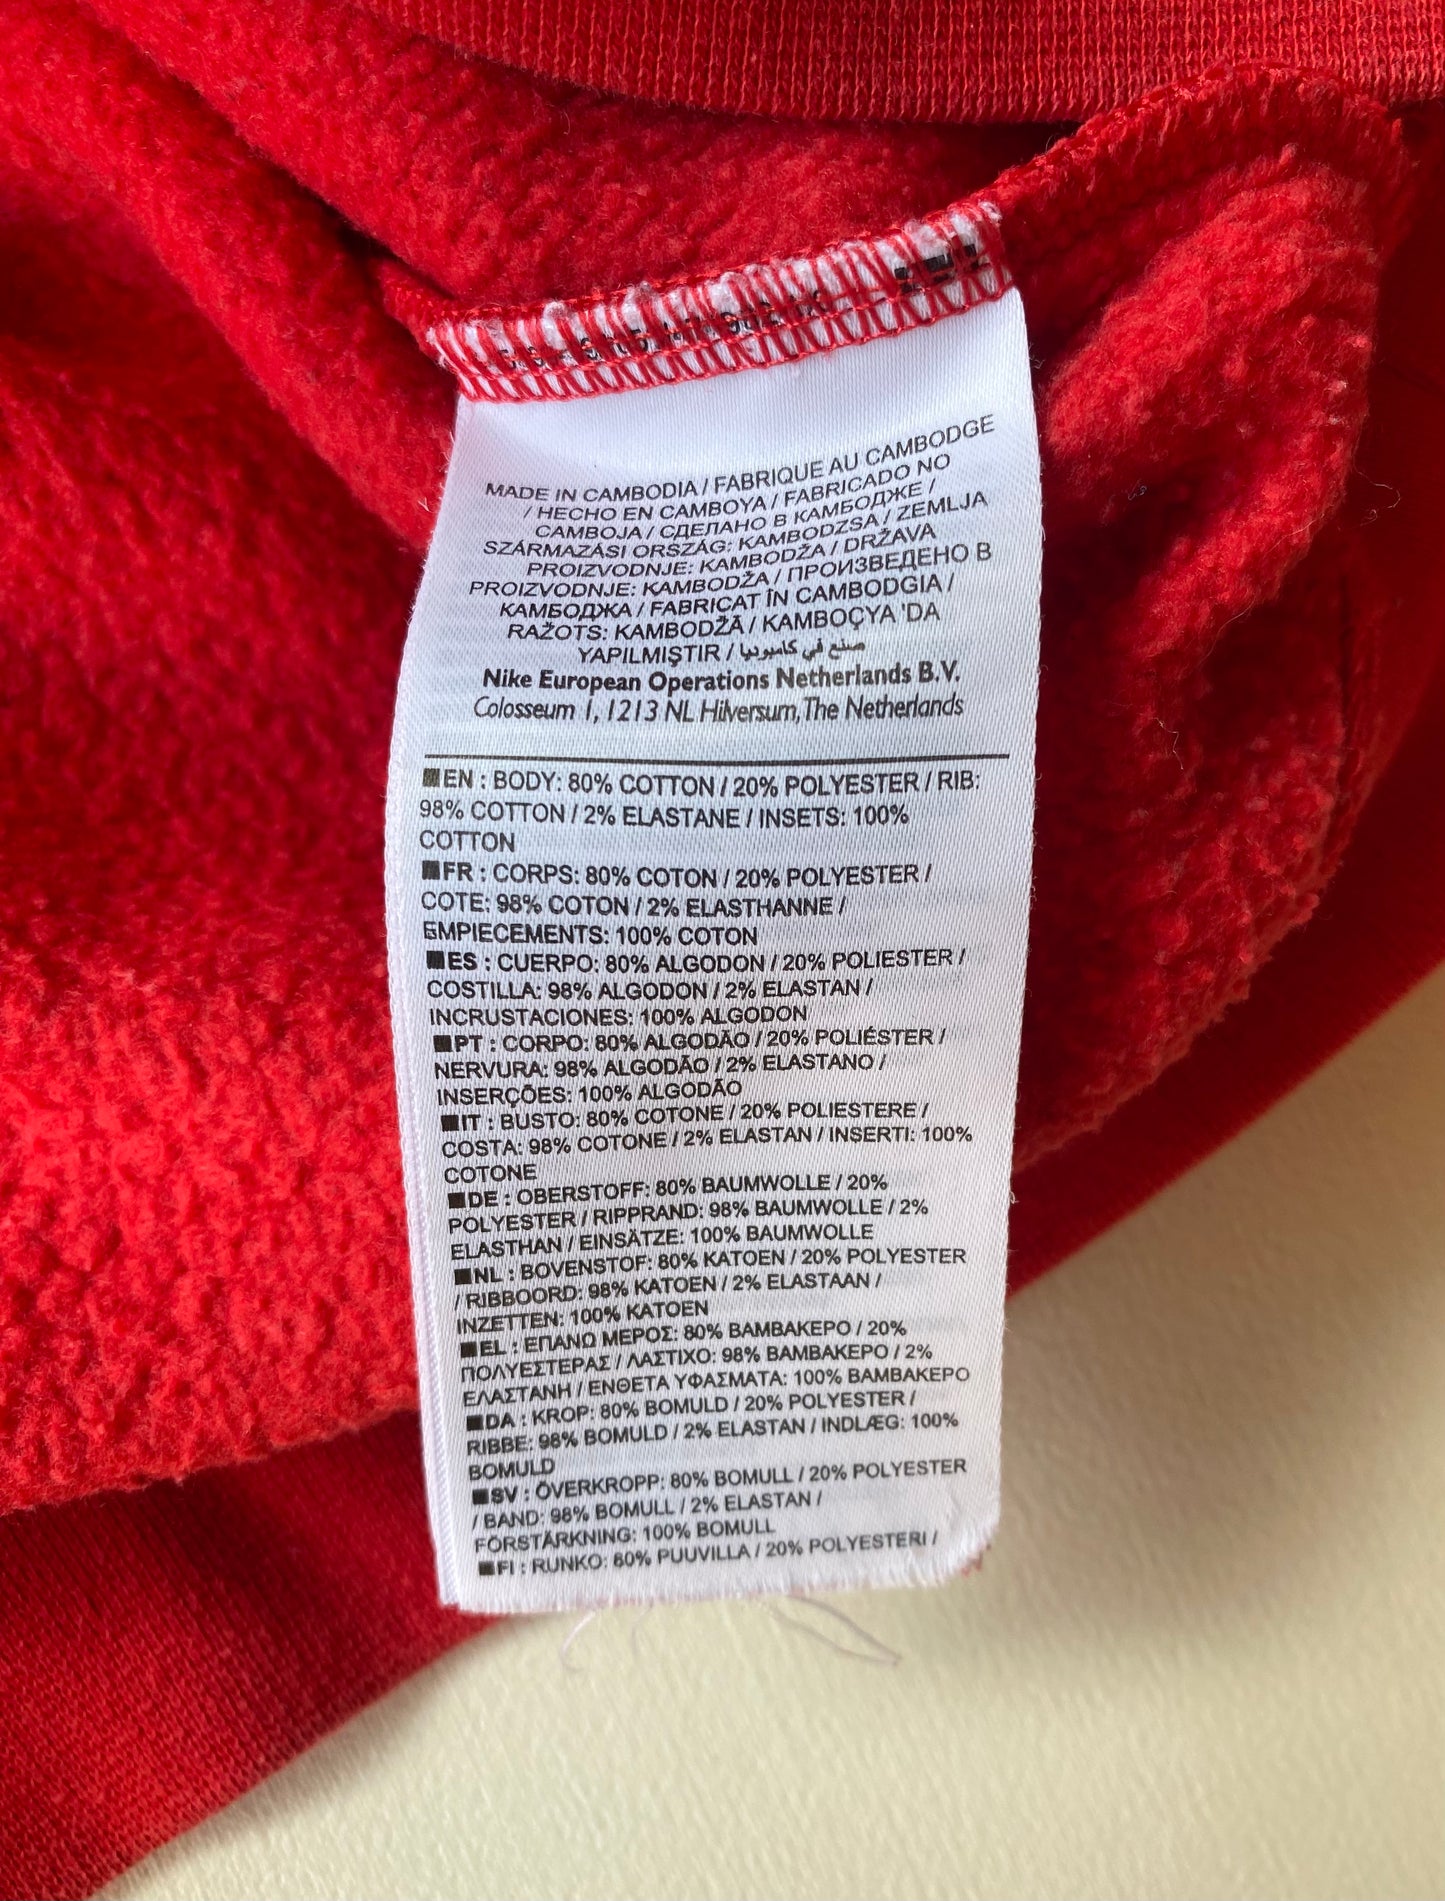 MADE IN CAMBODIA / FABRIQUE AU CAMBODGE
/ HECHO EN CAMBOYA / FABRICADO NO
CAMBOJA / СДЕЛАНО В КАМБОДЖЕ /
SZÁRMAZÁSI ORSZÁG: KAMBODZSA / ZEMLJA
PROIZVODNJE: KAMBODŽA / DRŽAVA
PROIZVODNJE: KAMBODŽA / ПРОИЗВЕДЕНО В
КАМБОДЖА / FABRICAT ÎN CAMBODGIA /
RAŽOTS: KAMBODŽĀ / KAMBOÇYA 'DA
YAPILMIŞTIR / صنع في كامبوديا
Nike European Operations Netherlands B.V.
Colosseum 1, 1213 NL Hilversum, The Netherlands
■EN : BODY: 80% COTTON / 20% POLYESTER / RIB:
98% COTTON / 2% ELASTANE / INSETS: 100%
COTTON
■FR : CORPS: 80% COTON / 20% POLYESTER /
COTE: 98% COTON / 2% ELASTHANNE /
EMPIECEMENTS: 100% COTON
■ES : CUERPO: 80% ALGODON / 20% POLIESTER /
COSTILLA: 98% ALGODON / 2% ELASTAN /
INCRUSTACIONES: 100% ALGODON
■PT : CORPO: 80% ALGODÃO / 20% POLIÉSTER /
NERVURA: 98% ALGODÃO / 2% ELASTANO /
INSERÇÕES: 100% ALGODÃO
■IT : BUSTO: 80% COTONE / 20% POLIESTERE /
COSTA: 98% COTONE / 2% ELASTAN / INSERTI: 100%
COTONE
■DE : OBERSTOFF: 80% BAUMWOLLE / 20%
POLYESTER / RIPPRAND: 98% BAUMWOLLE / 2%
ELASTHAN / EINSÄTZE: 100% BAUMWOLLE
■NL : BOVENSTOF: 80% KATOEN / 20% POLYESTER
/ RIBBOORD: 98% KATOEN / 2% ELASTAAN /
INZETTEN: 100% KATOEN
■EL : ΕΠΑΝΩ ΜΕΡΟΣ: 80% ΒΑΜΒΑΚΕΡΟ / 20%
ΠΟΛΥΕΣΤΕΡΑΣ / ΛΑΣΤΙΧΟ: 98% ΒΑΜΒΑΚΕΡΟ / 2%
ΕΛΑΣΤΑΝΗ / ΕΝΘΕΤΑ ΥΦΑΣΜΑΤΑ: 100% ΒΑΜΒΑΚΕΡΟ
■DA : KROP: 80% BOMULD / 20% POLYESTER /
RIBBE: 98% BOMULD / 2% ELASTAN / INDLÆG: 100%
BOMULD
■SV : ÖVERKROPP: 80% BOMULL / 20% POLYESTER
/ BAND: 98% BOMULL / 2% ELASTAN /
FÖRSTÄRKNING: 100% BOMULL
■FI : RUNKO: 80% PUUVILLA / 20% POLYESTERI /